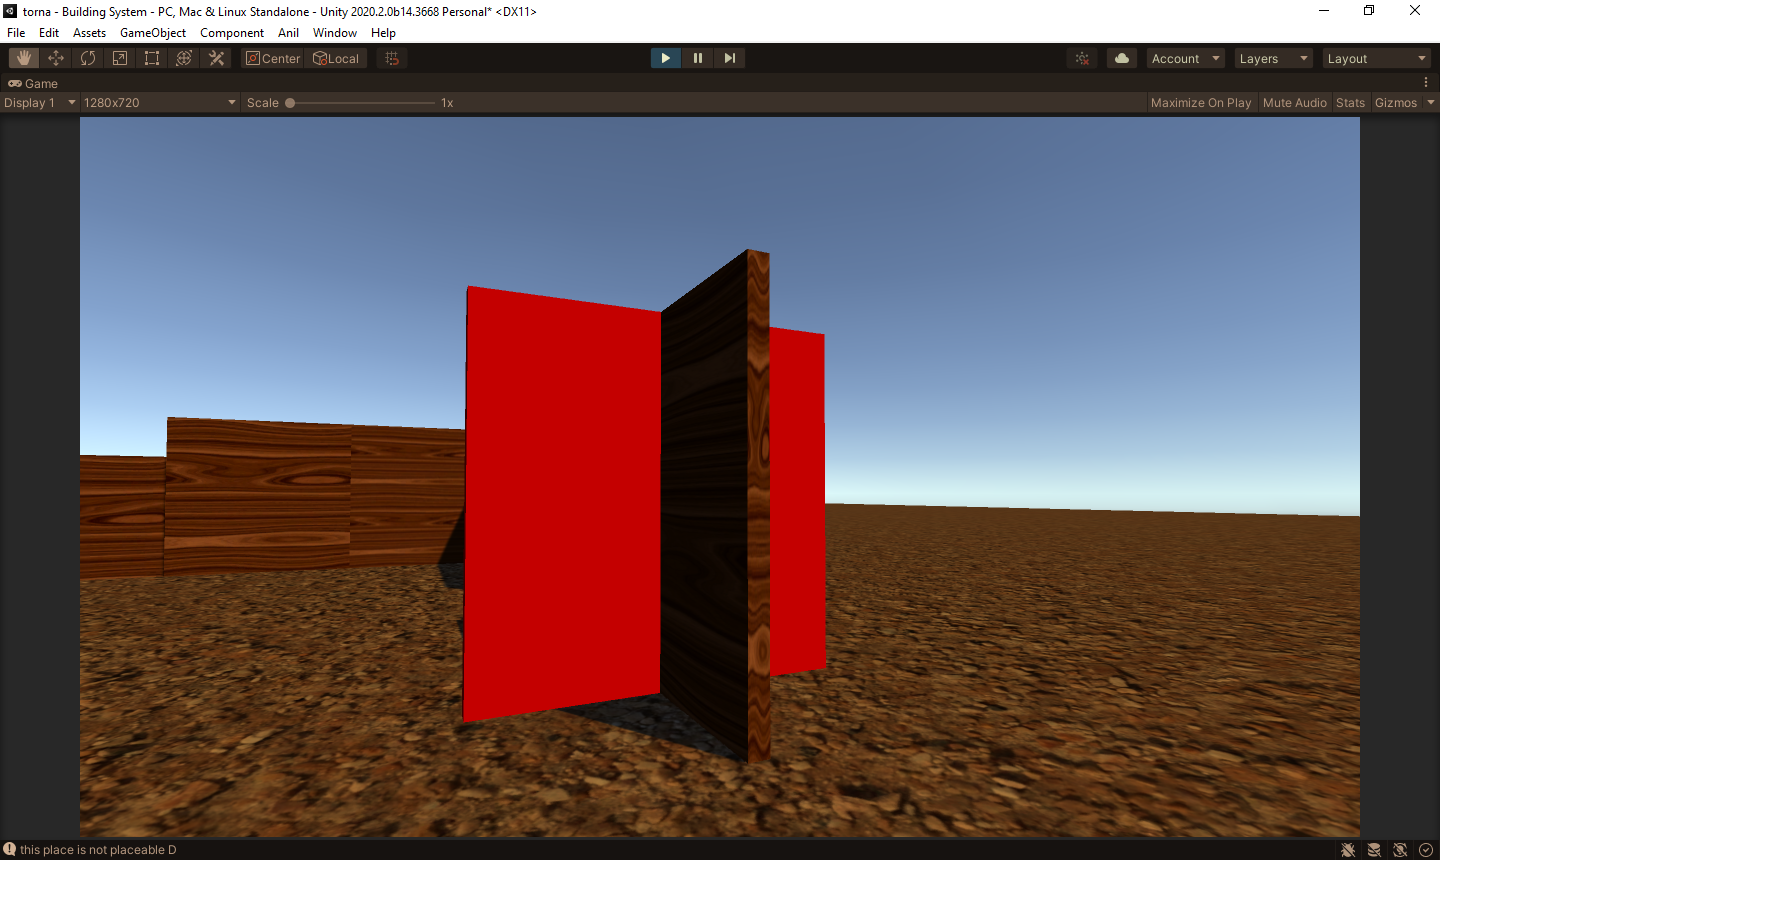 torna - Building System - PC, Mac & Linux Standalone - Unity 2020.2.0b14.3668 Personal* <DX11>
File Edit Assets GameObject Component Anil Window Help
Center Local Account Layers Layout
Game
Display 1 1280x720 Scale 1x Maximize On Play Mute Audio Stats Gizmos
this place is not placeable D